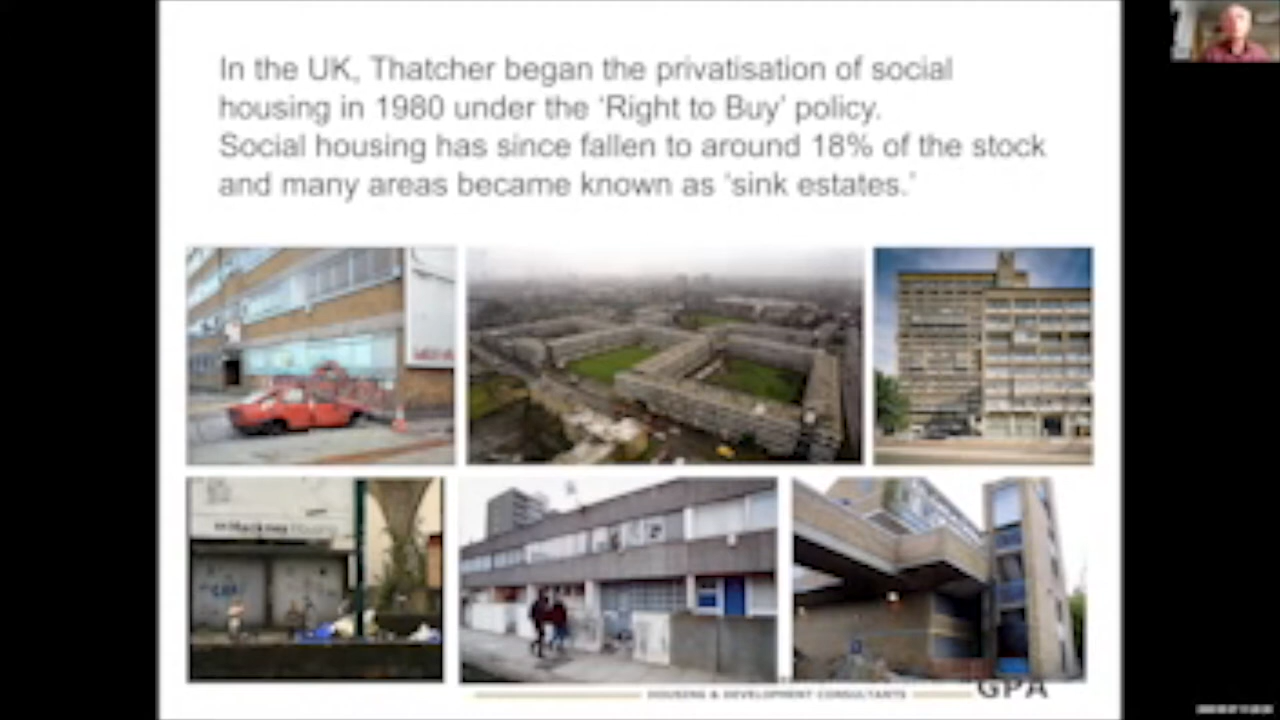 In the UK, Thatcher began the privatisation of social
housing in 1980 under the ‘Right to Buy’ policy.
Social housing has since fallen to around 18% of the stock
and many areas became known as ‘sink estates.’
HOUSING & DEVELOPMENT CONSULTANTS
GPA